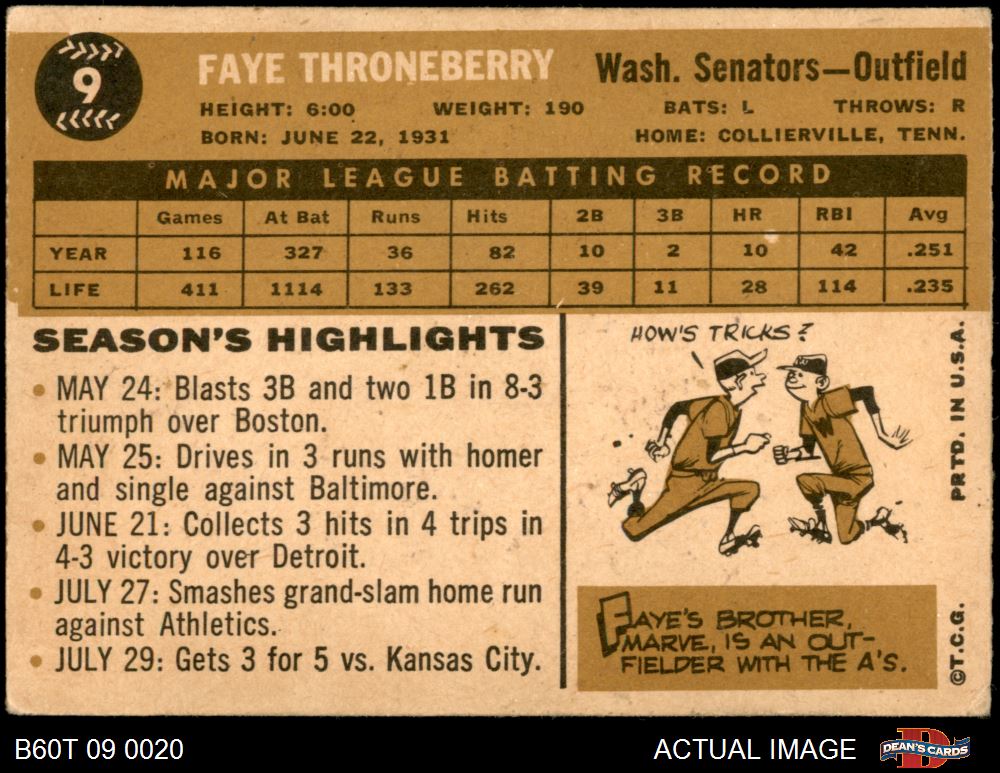 9
FAYE THRONEBERRY
Wash. Senators—Outfield
HEIGHT: 6:00 WEIGHT: 190 BATS: L THROWS: R
BORN: JUNE 22, 1931 HOME: COLLIERVILLE, TENN.
MAJOR LEAGUE BATTING RECORD
Games At Bat Runs Hits 2B 3B HR RBI Avg
YEAR 116 327 36 82 10 2 10 42 .251
LIFE 411 1114 133 262 39 11 28 114 .235
SEASON'S HIGHLIGHTS
• MAY 24: Blasts 3B and two 1B in 8-3
triumph over Boston.
• MAY 25: Drives in 3 runs with homer
and single against Baltimore.
• JUNE 21: Collects 3 hits in 4 trips in
4-3 victory over Detroit.
• JULY 27: Smashes grand-slam home run
against Athletics.
• JULY 29: Gets 3 for 5 vs. Kansas City.
HOW'S TRICKS?
W
FAYE'S BROTHER,
MARVE, IS AN OUT-
FIELDER WITH THE A'S.
PRTD. IN U.S.A.
©T.C.G.
B60T 09 0020
ACTUAL IMAGE
DEAN'S CARDS